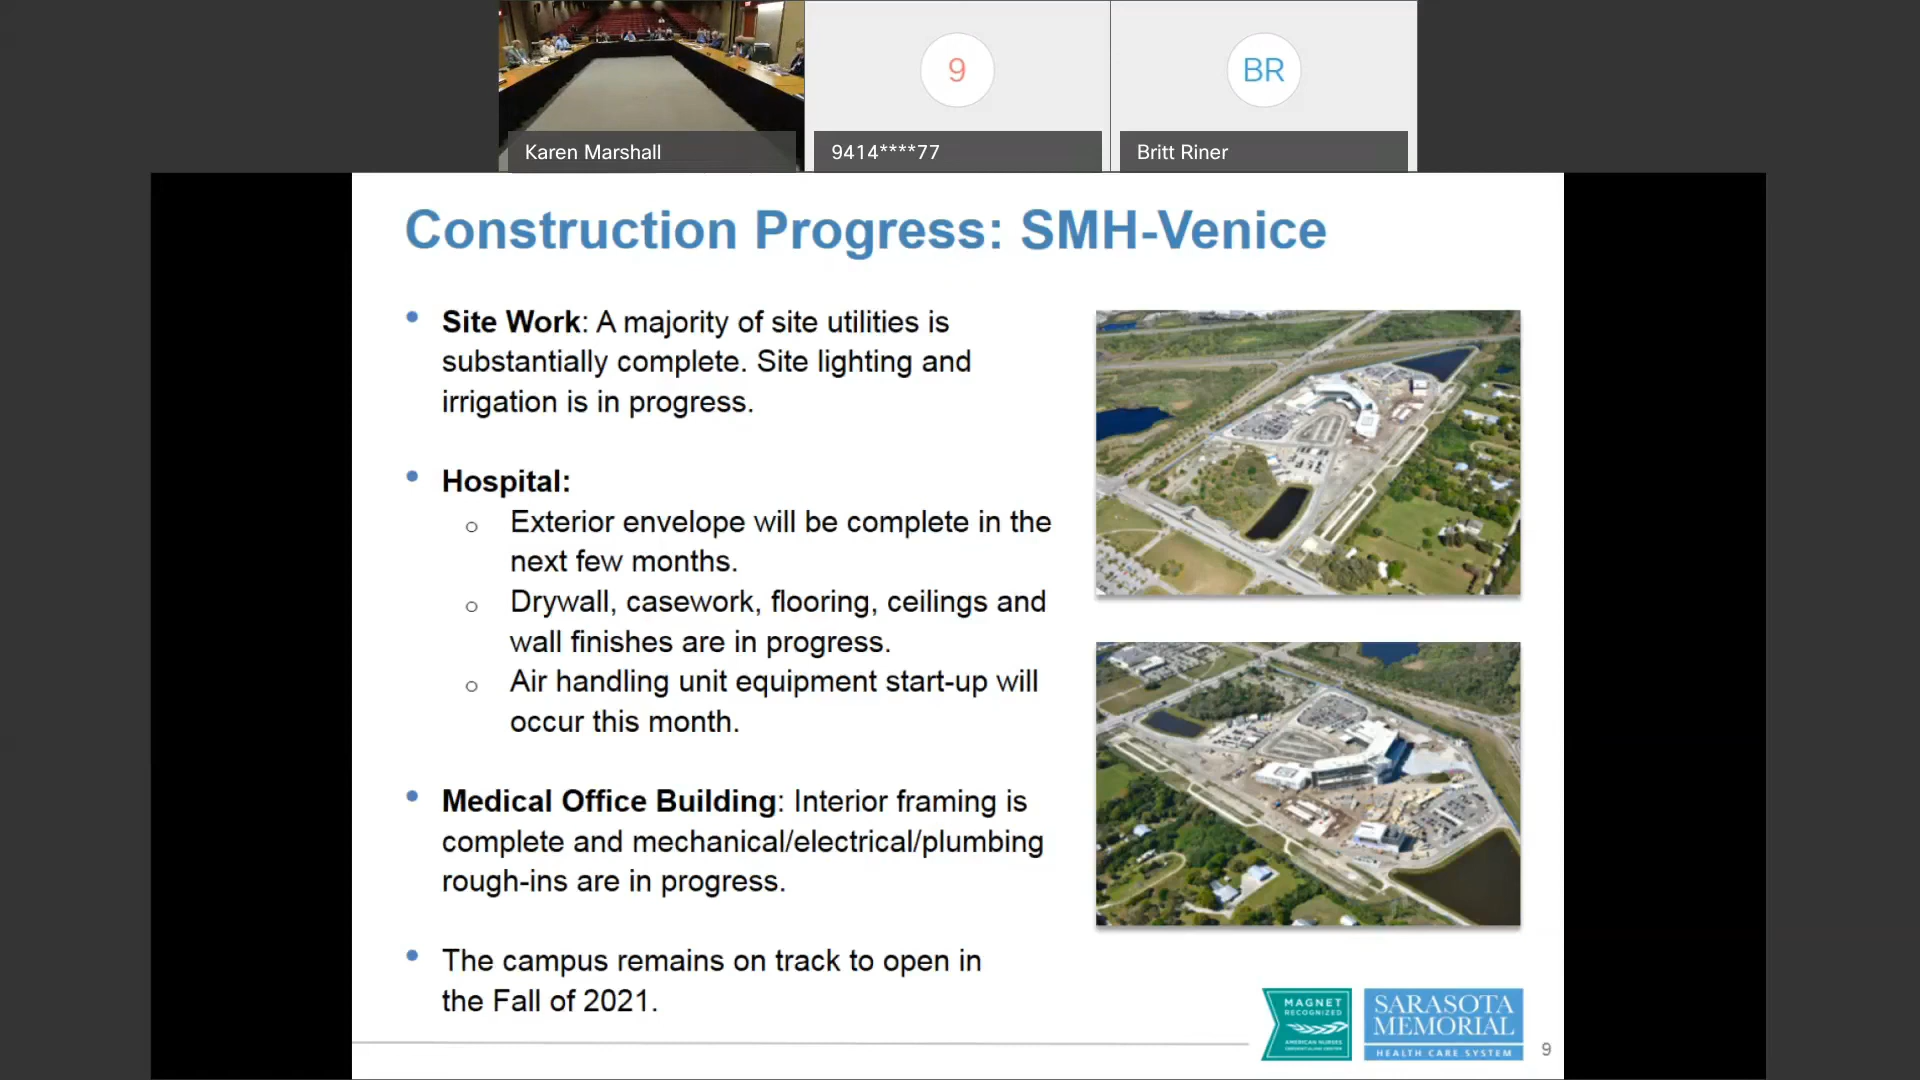 9
BR
Karen Marshall
9414****77
Britt Riner
Construction Progress: SMH-Venice
• Site Work: A majority of site utilities is
substantially complete. Site lighting and
irrigation is in progress.
• Hospital:
o Exterior envelope will be complete in the
next few months.
o Drywall, casework, flooring, ceilings and
wall finishes are in progress.
o Air handling unit equipment start-up will
occur this month.
• Medical Office Building: Interior framing is
complete and mechanical/electrical/plumbing
rough-ins are in progress.
• The campus remains on track to open in
the Fall of 2021.
MAGNET
RECOGNIZED
AMERICAN NURSES
CREDENTIALING CENTER
SARASOTA
MEMORIAL
HEALTH CARE SYSTEM
9